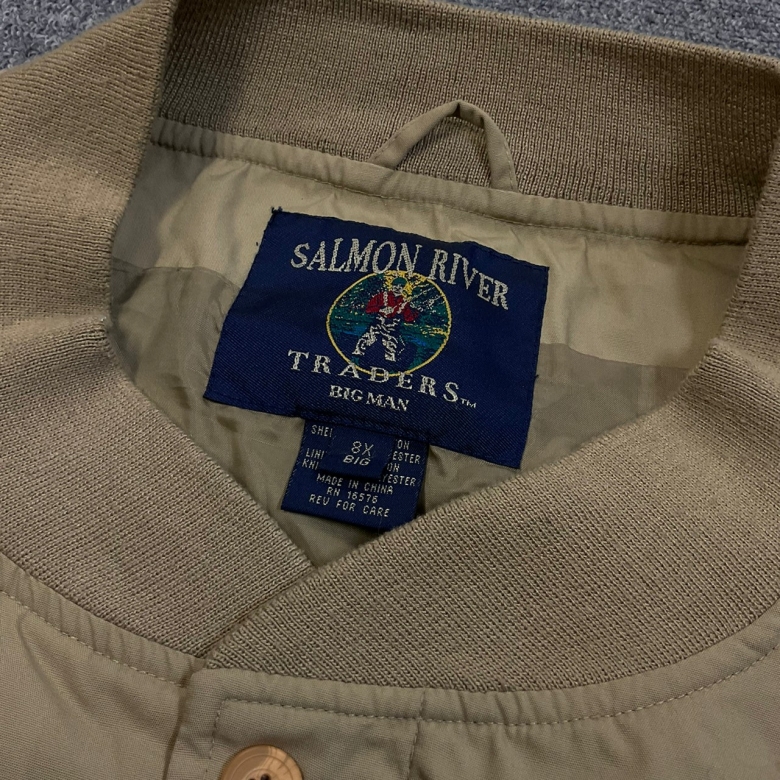 SALMON RIVER
TRADERS™
BIG MAN
8X
BIG
MADE IN CHINA
RN 16576
REV FOR CARE